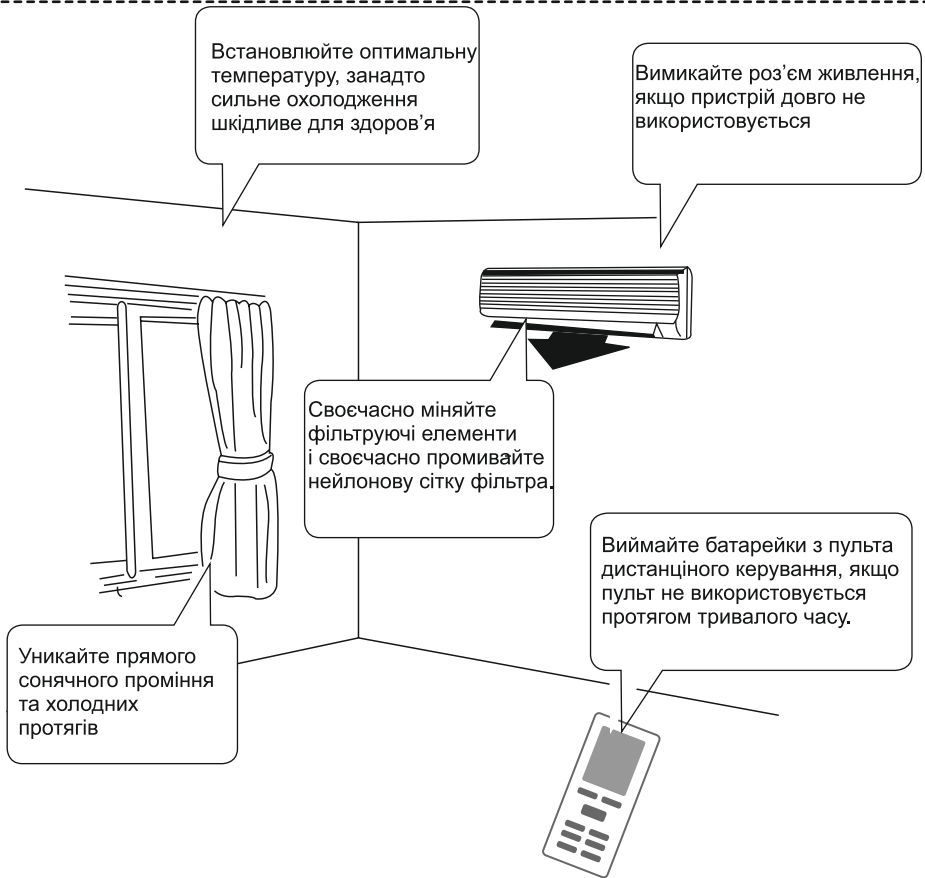 Встановлюйте оптимальну
температуру, занадто
сильне охолодження
шкідливе для здоров’я
Вимикайте роз’єм живлення,
якщо пристрій довго не
використовується
Своєчасно міняйте
фільтруючі елементи
і своєчасно промивайте
нейлонову сітку фільтра.
Виймайте батарейки з пульта
дистанціного керування, якщо
пульт не використовується
протягом тривалого часу.
Уникайте прямого
сонячного проміння
та холодних
протягів